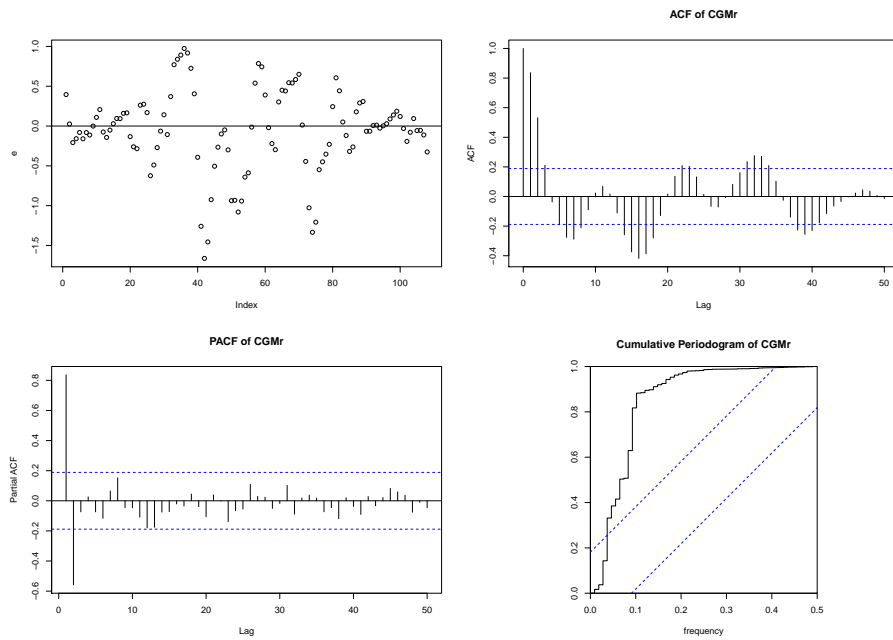 e
1.0
0.5
0.0
−0.5
−1.0
−1.5
0 20 40 60 80 100
Index
ACF of CGMr
ACF
1.0
0.8
0.6
0.4
0.2
0.0
−0.2
−0.4
0 10 20 30 40 50
Lag
PACF of CGMr
Partial ACF
0.8
0.6
0.4
0.2
0.0
−0.2
−0.4
−0.6
0 10 20 30 40 50
Lag
Cumulative Periodogram of CGMr
1.0
0.8
0.6
0.4
0.2
0.0
0.0 0.1 0.2 0.3 0.4 0.5
frequency